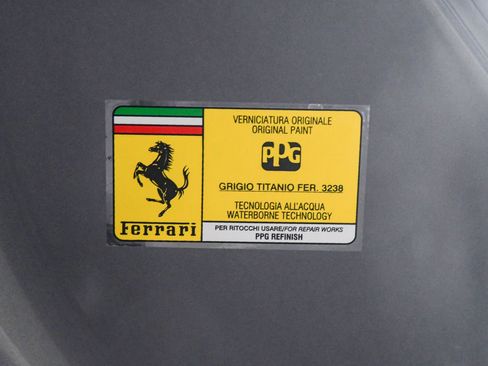 VERNICIATURA ORIGINALE
ORIGINAL PAINT
PPG
GRIGIO TITANIO FER. 3238
TECNOLOGIA ALL'ACQUA
WATERBORNE TECHNOLOGY
Ferrari
PER RITOCCHI USARE/FOR REPAIR WORKS
PPG REFINISH